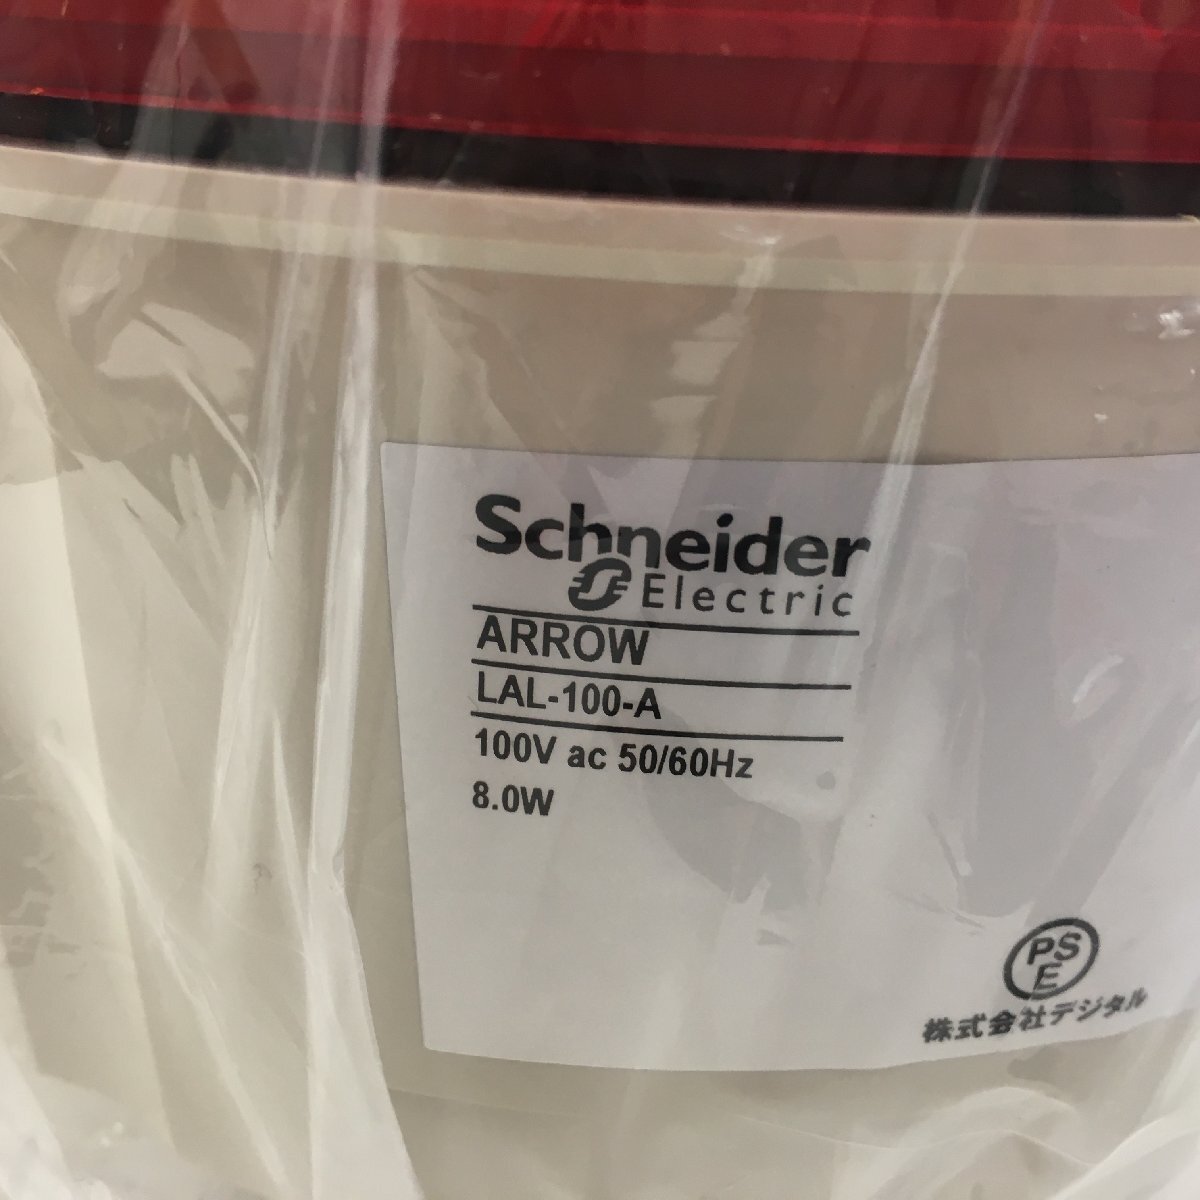 Schneider
Electric
ARROW
LAL-100-A
100V ac 50/60Hz
8.0W
PS
E
株式会社デジタル